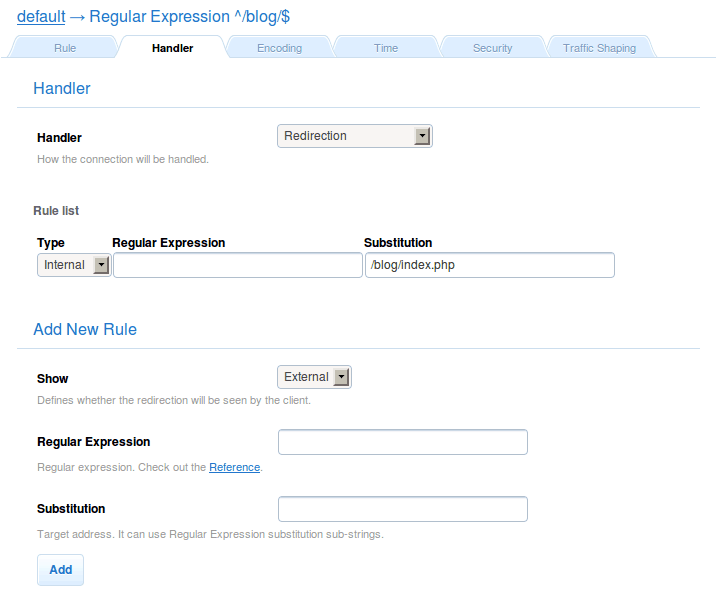 default → Regular Expression ^/blog/$
Rule Handler Encoding Time Security Traffic Shaping
Handler
Handler Redirection
How the connection will be handled.
Rule list
Type Regular Expression Substitution
Internal /blog/index.php
Add New Rule
Show External
Defines whether the redirection will be seen by the client.
Regular Expression
Regular expression. Check out the Reference.
Substitution
Target address. It can use Regular Expression substitution sub-strings.
Add